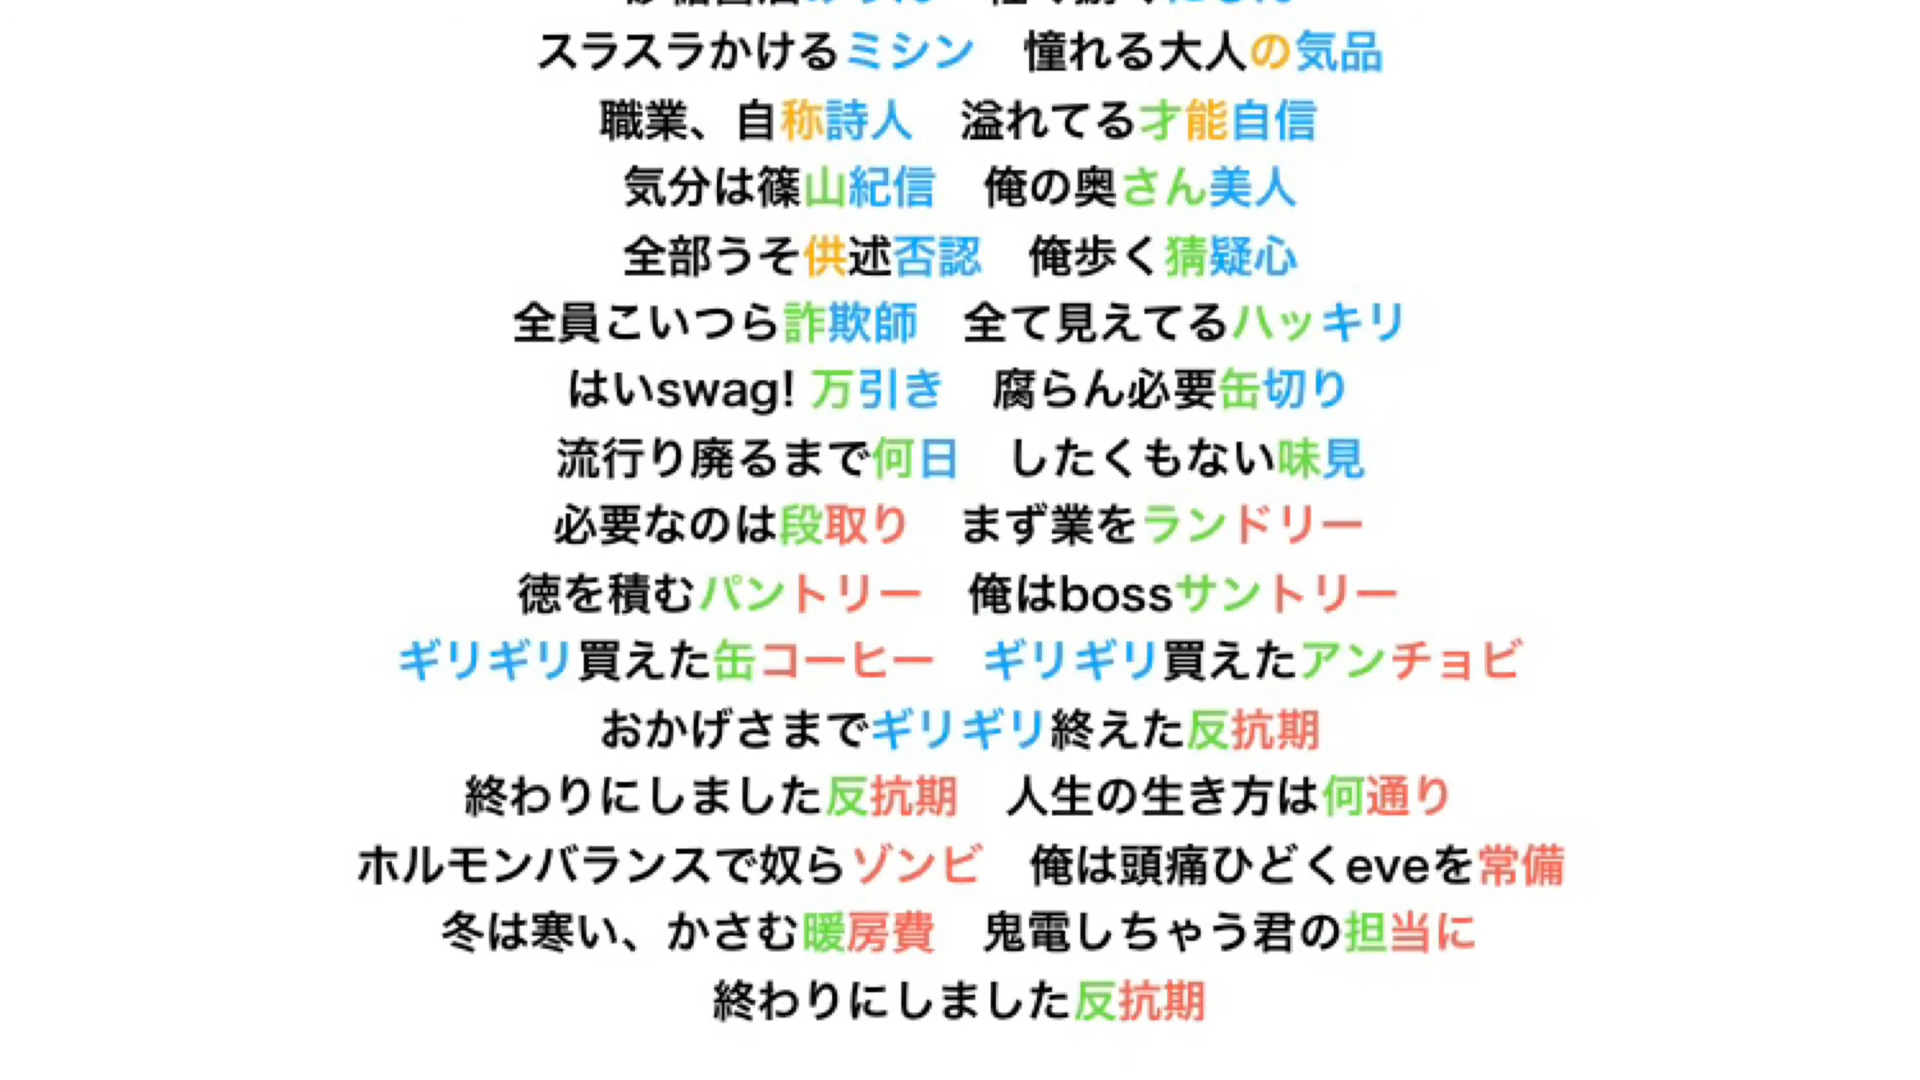 スラスラかけるミシン　憧れる大人の気品
職業、自称詩人　溢れてる才能自信
気分は篠山紀信　俺の奥さん美人
全部うそ供述否認　俺歩く猜疑心
全員こいつら詐欺師　全て見えてるハッキリ
はいswag! 万引き　腐らん必要缶切り
流行り廃るまで何日　したくもない味見
必要なのは段取り　まず業をランドリー
徳を積むパントリー　俺はbossサントリー
ギリギリ買えた缶コーヒー　ギリギリ買えたアンチョビ
おかげさまでギリギリ終えた反抗期
終わりにしました反抗期　人生の生き方は何通り
ホルモンバランスで奴らゾンビ　俺は頭痛ひどくeveを常備
冬は寒い、かさむ暖房費　鬼電しちゃう君の担当に
終わりにしました反抗期